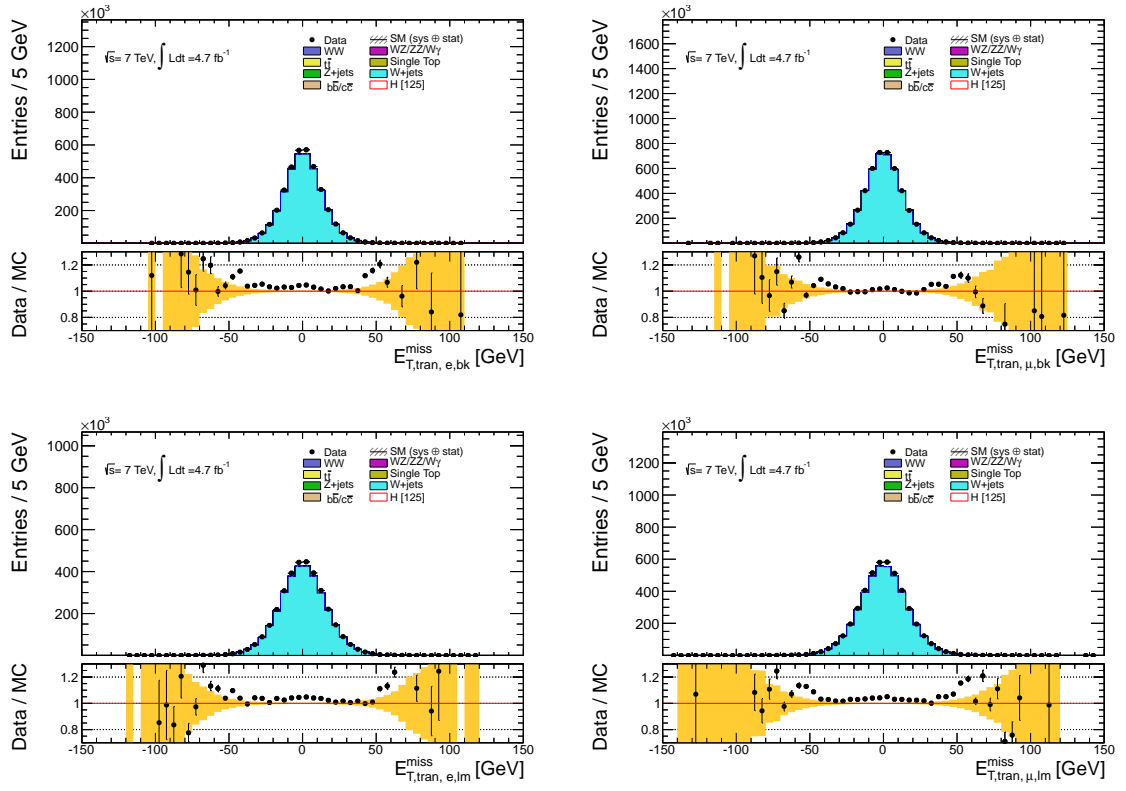 ×10³
Entries / 5 GeV
1200
1000
800
600
400
200
√s= 7 TeV, ∫ Ldt =4.7 fb⁻¹
Data
SM (sys ⊕ stat)
WW
WZ/ZZ/Wγ
tt̄
Single Top
Z+jets
W+jets
bb̄/cc̄
H [125]
Data / MC
1.2
1
0.8
-150 -100 -50 0 50 100 150
E_{T,tran, e,bk}^{miss} [GeV]
×10³
Entries / 5 GeV
1800
1600
1400
1200
1000
800
600
400
200
√s= 7 TeV, ∫ Ldt =4.7 fb⁻¹
Data
SM (sys ⊕ stat)
WW
WZ/ZZ/Wγ
tt̄
Single Top
Z+jets
W+jets
bb̄/cc̄
H [125]
Data / MC
1.2
1
0.8
-150 -100 -50 0 50 100 150
E_{T,tran, μ,bk}^{miss} [GeV]
×10³
Entries / 5 GeV
1000
800
600
400
200
√s= 7 TeV, ∫ Ldt =4.7 fb⁻¹
Data
SM (sys ⊕ stat)
WW
WZ/ZZ/Wγ
tt̄
Single Top
Z+jets
W+jets
bb̄/cc̄
H [125]
Data / MC
1.2
1
0.8
-150 -100 -50 0 50 100 150
E_{T,tran, e,lm}^{miss} [GeV]
×10³
Entries / 5 GeV
1200
1000
800
600
400
200
√s= 7 TeV, ∫ Ldt =4.7 fb⁻¹
Data
SM (sys ⊕ stat)
WW
WZ/ZZ/Wγ
tt̄
Single Top
Z+jets
W+jets
bb̄/cc̄
H [125]
Data / MC
1.2
1
0.8
-150 -100 -50 0 50 100 150
E_{T,tran, μ,lm}^{miss} [GeV]